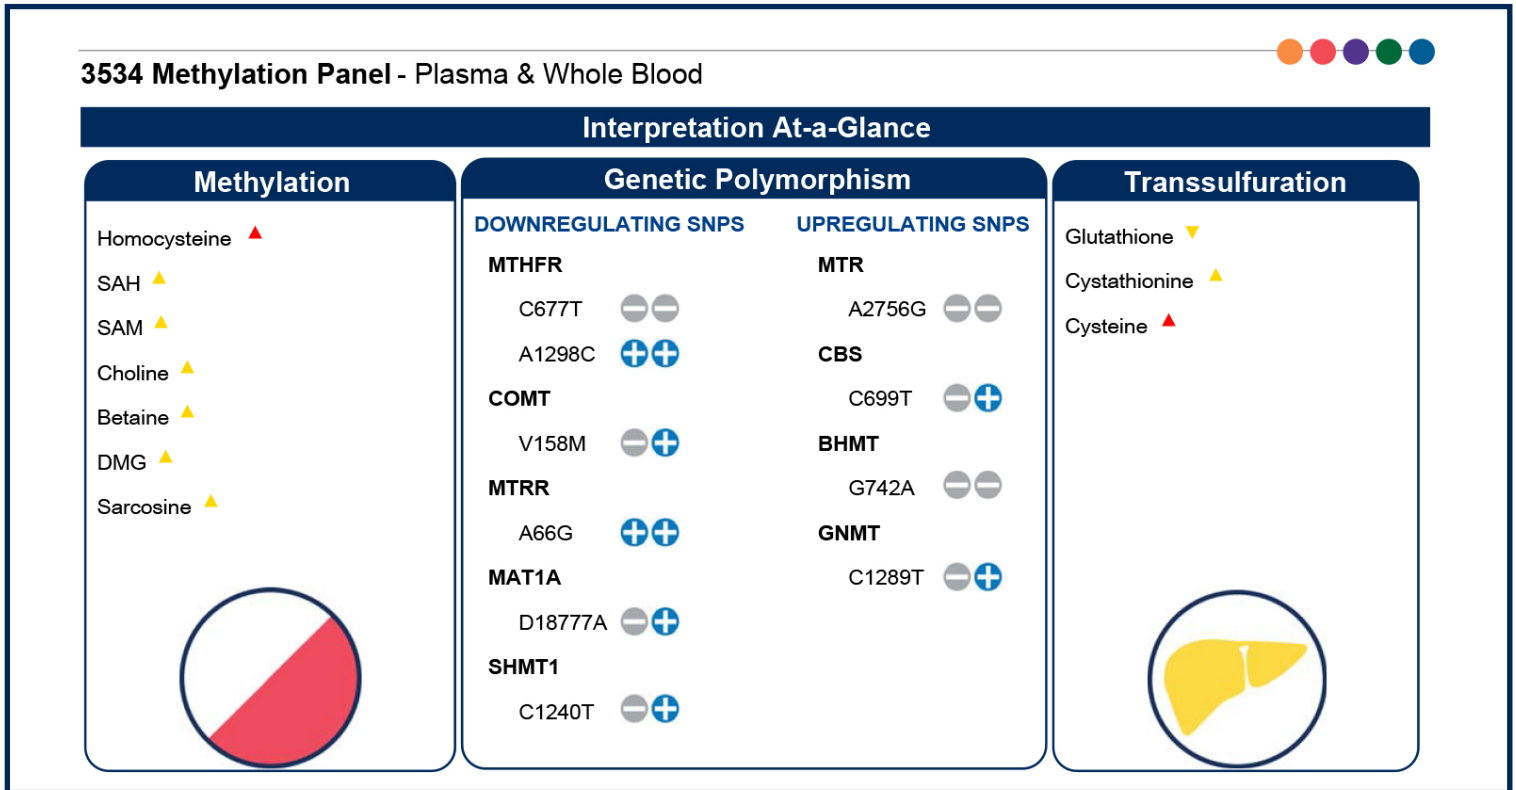 3534 Methylation Panel - Plasma & Whole Blood
Interpretation At-a-Glance
Methylation
Homocysteine
SAH
SAM
Choline
Betaine
DMG
Sarcosine
Genetic Polymorphism
DOWNREGULATING SNPS
MTHFR
C677T
A1298C
COMT
V158M
MTRR
A66G
MAT1A
D18777A
SHMT1
C1240T
UPREGULATING SNPS
MTR
A2756G
CBS
C699T
BHMT
G742A
GNMT
C1289T
Transsulfuration
Glutathione
Cystathionine
Cysteine